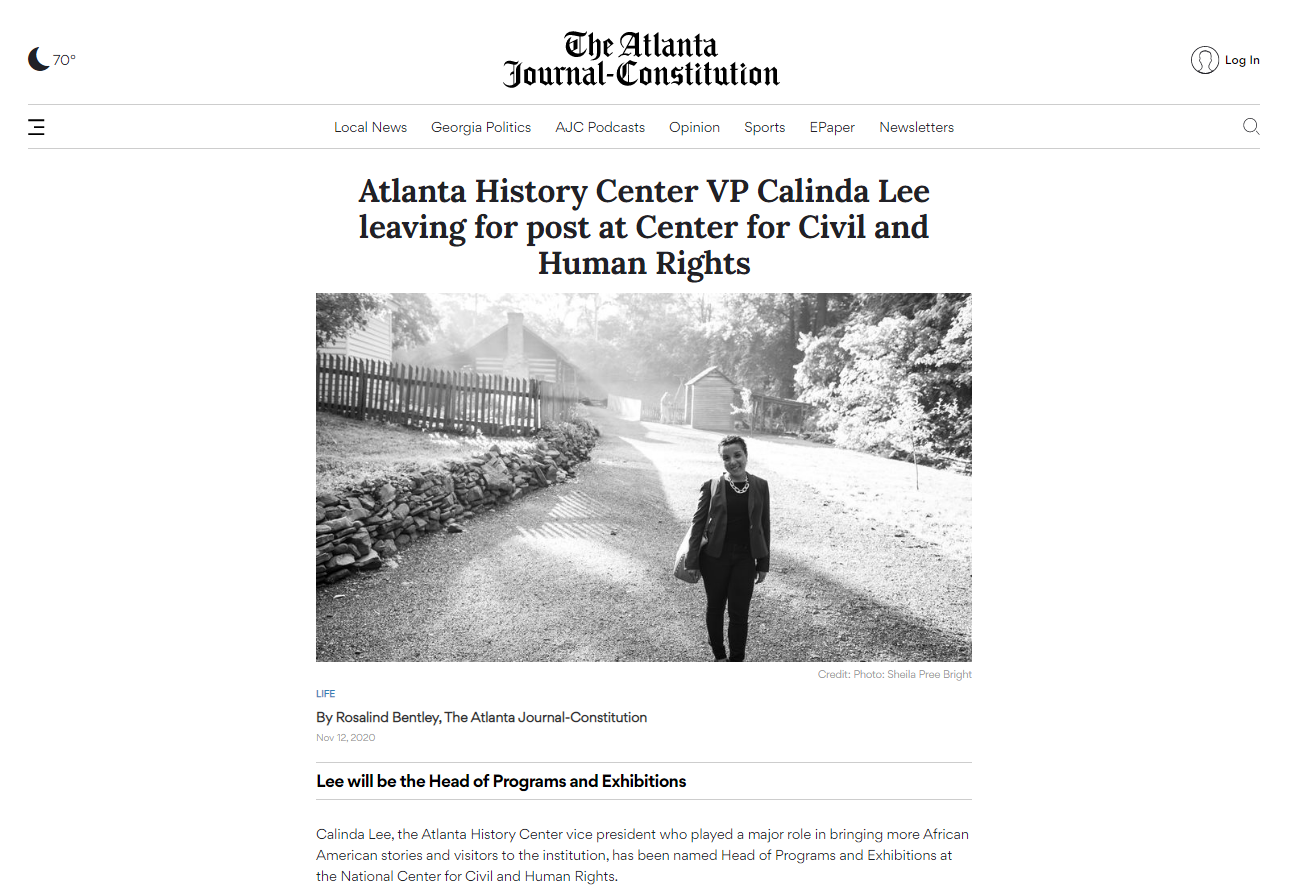 70°
The Atlanta
Journal-Constitution
Log In
Local News Georgia Politics AJC Podcasts Opinion Sports EPaper Newsletters
Atlanta History Center VP Calinda Lee
leaving for post at Center for Civil and
Human Rights
Credit: Photo: Sheila Pree Bright
LIFE
By Rosalind Bentley, The Atlanta Journal-Constitution
Nov 12, 2020
Lee will be the Head of Programs and Exhibitions
Calinda Lee, the Atlanta History Center vice president who played a major role in bringing more African
American stories and visitors to the institution, has been named Head of Programs and Exhibitions at
the National Center for Civil and Human Rights.